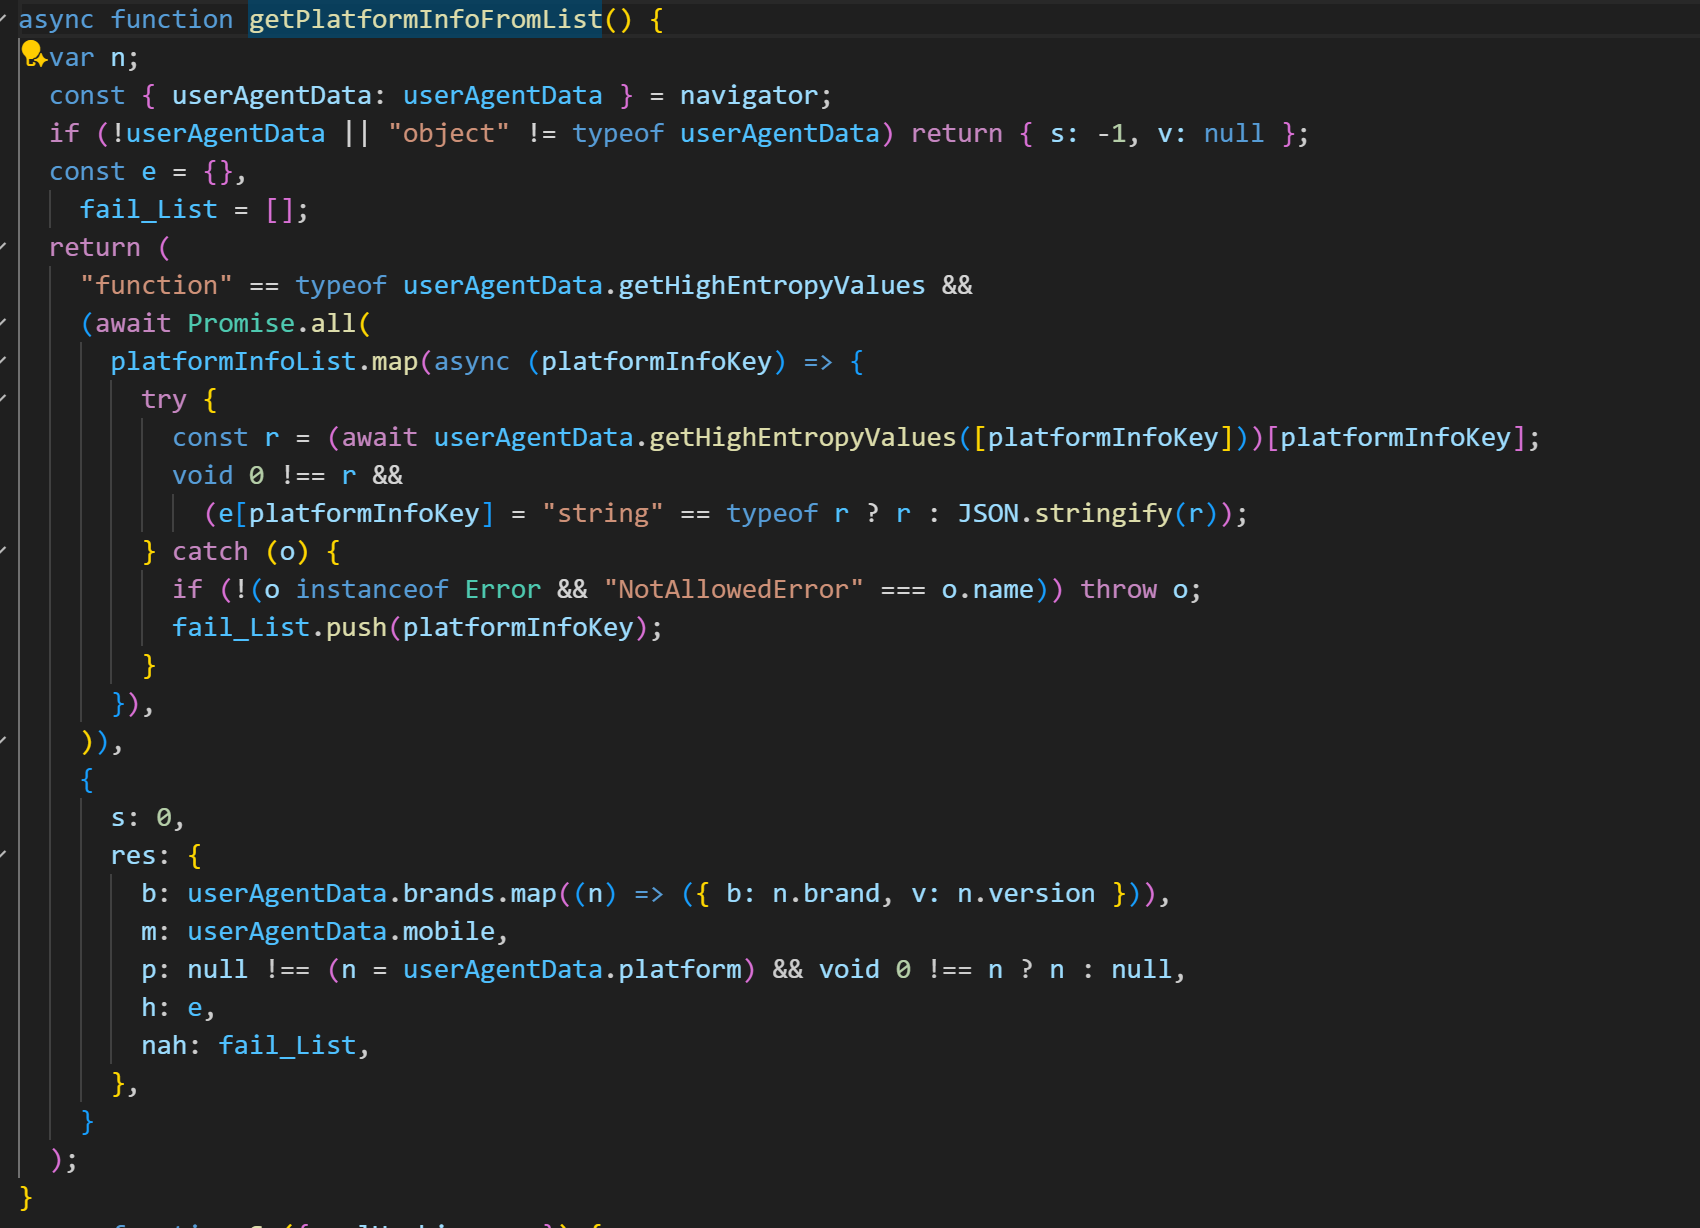 async function getPlatformInfoFromList() {
  var n;
  const { userAgentData: userAgentData } = navigator;
  if (!userAgentData || "object" != typeof userAgentData) return { s: -1, v: null };
  const e = {},
    fail_List = [];
  return (
    "function" == typeof userAgentData.getHighEntropyValues &&
    (await Promise.all(
      platformInfoList.map(async (platformInfoKey) => {
        try {
          const r = (await userAgentData.getHighEntropyValues([platformInfoKey]))[platformInfoKey];
          void 0 !== r &&
            (e[platformInfoKey] = "string" == typeof r ? r : JSON.stringify(r));
        } catch (o) {
          if (!(o instanceof Error && "NotAllowedError" === o.name)) throw o;
          fail_List.push(platformInfoKey);
        }
      }),
    )),
    {
      s: 0,
      res: {
        b: userAgentData.brands.map((n) => ({ b: n.brand, v: n.version })),
        m: userAgentData.mobile,
        p: null !== (n = userAgentData.platform) && void 0 !== n ? n : null,
        h: e,
        nah: fail_List,
      },
    }
  );
}